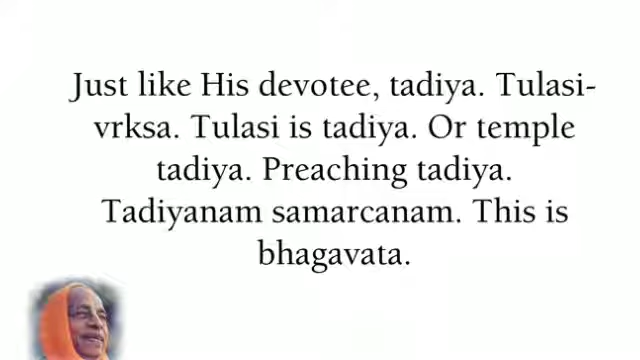 Just like His devotee, tadiya. Tulasi-
vrksa. Tulasi is tadiya. Or temple
tadiya. Preaching tadiya.
Tadiyanam samarcanam. This is
bhagavata.